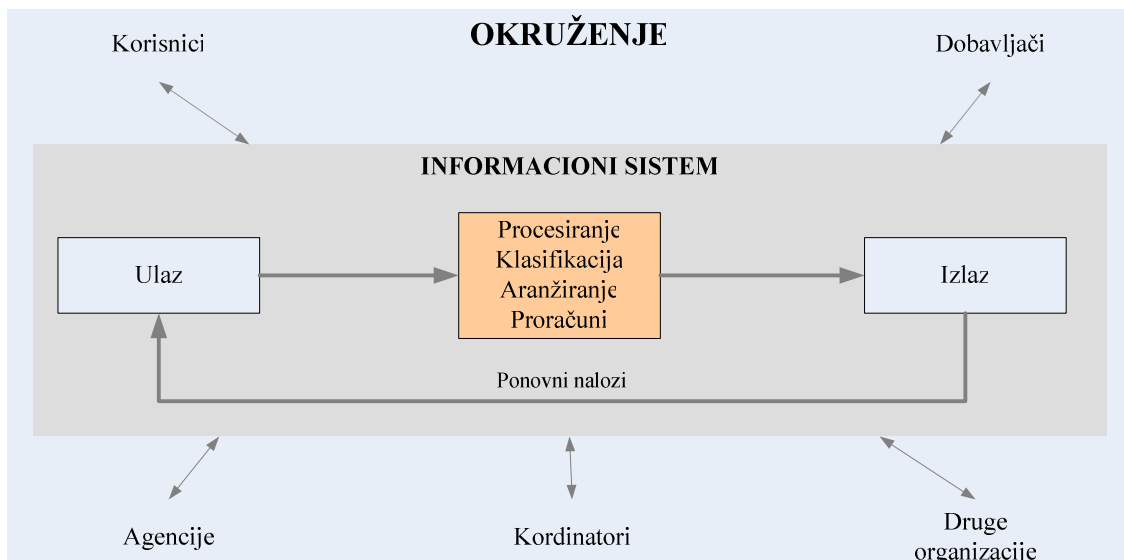 OKRUŽENJE
Korisnici
Dobavljači
INFORMACIONI SISTEM
Ulaz
Procesiranje
Klasifikacija
Aranžiranje
Proračuni
Izlaz
Ponovni nalozi
Agencije
Kordinatori
Druge
organizacije